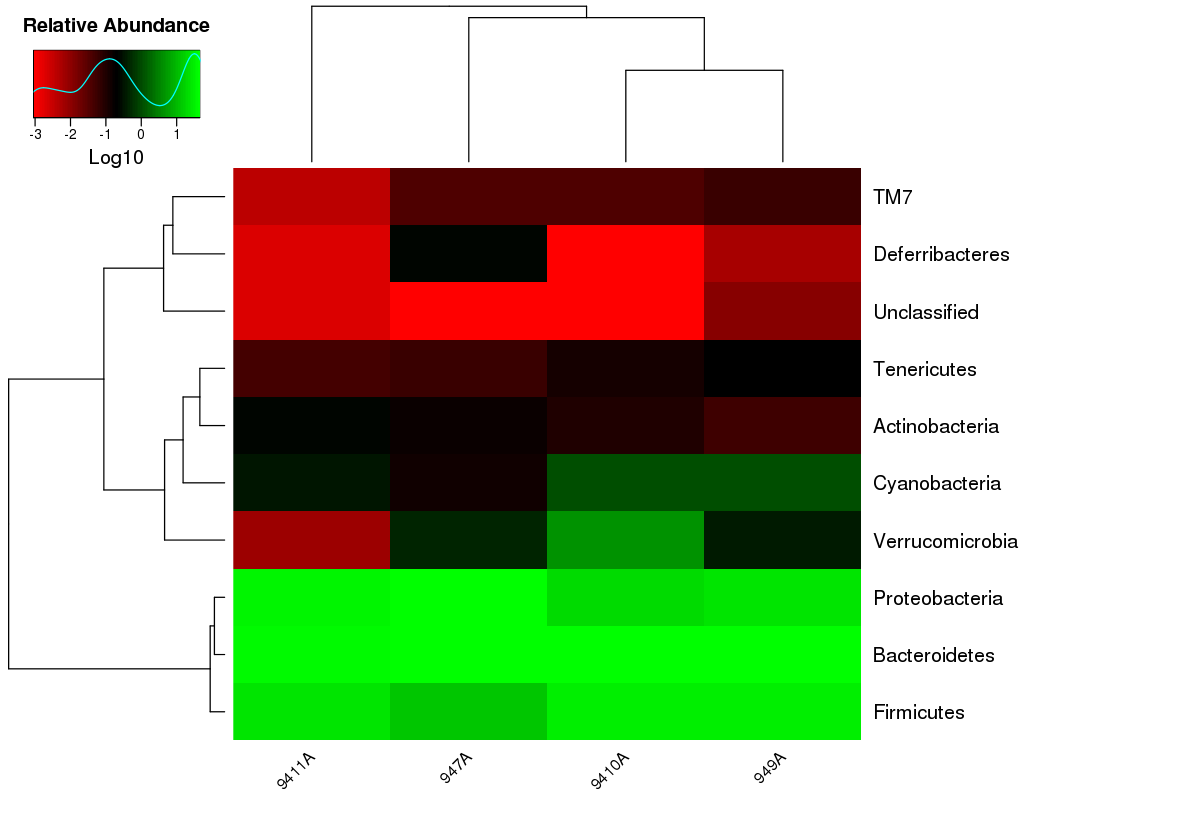 Relative Abundance
-3 -2 -1 0 1
Log10
TM7
Deferribacteres
Unclassified
Tenericutes
Actinobacteria
Cyanobacteria
Verrucomicrobia
Proteobacteria
Bacteroidetes
Firmicutes
9411A 947A 9410A 949A